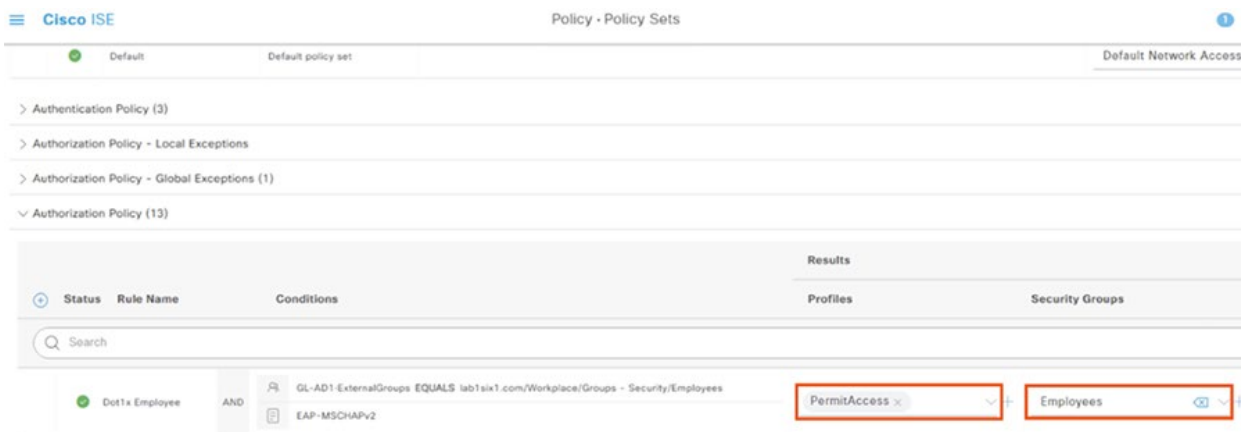 Cisco ISE
Policy · Policy Sets
1
Default
Default policy set
Default Network Access
Authentication Policy (3)
Authorization Policy - Local Exceptions
Authorization Policy - Global Exceptions (1)
Authorization Policy (13)
Results
Status Rule Name Conditions Profiles Security Groups
Search
Dot1x Employee
AND
GL-AD1-ExternalGroups EQUALS lab1six1.com/Workplace/Groups - Security/Employees
EAP-MSCHAPv2
PermitAccess ×
Employees